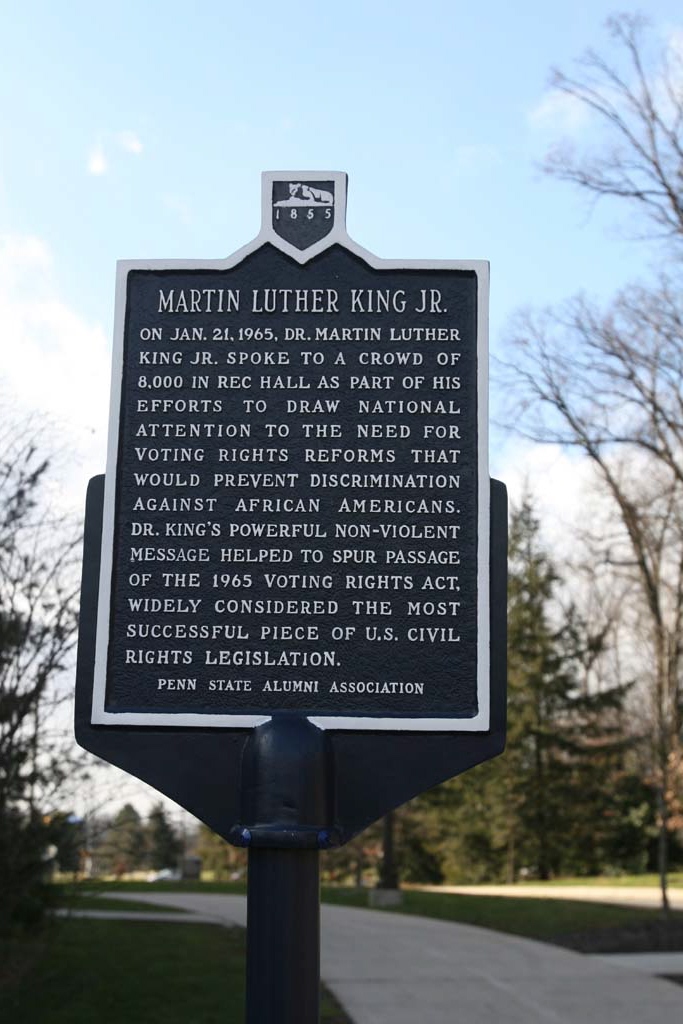 1855
MARTIN LUTHER KING JR.
ON JAN. 21, 1965, DR. MARTIN LUTHER
KING JR. SPOKE TO A CROWD OF
8,000 IN REC HALL AS PART OF HIS
EFFORTS TO DRAW NATIONAL
ATTENTION TO THE NEED FOR
VOTING RIGHTS REFORMS THAT
WOULD PREVENT DISCRIMINATION
AGAINST AFRICAN AMERICANS.
DR. KING'S POWERFUL NON-VIOLENT
MESSAGE HELPED TO SPUR PASSAGE
OF THE 1965 VOTING RIGHTS ACT,
WIDELY CONSIDERED THE MOST
SUCCESSFUL PIECE OF U.S. CIVIL
RIGHTS LEGISLATION.
PENN STATE ALUMNI ASSOCIATION